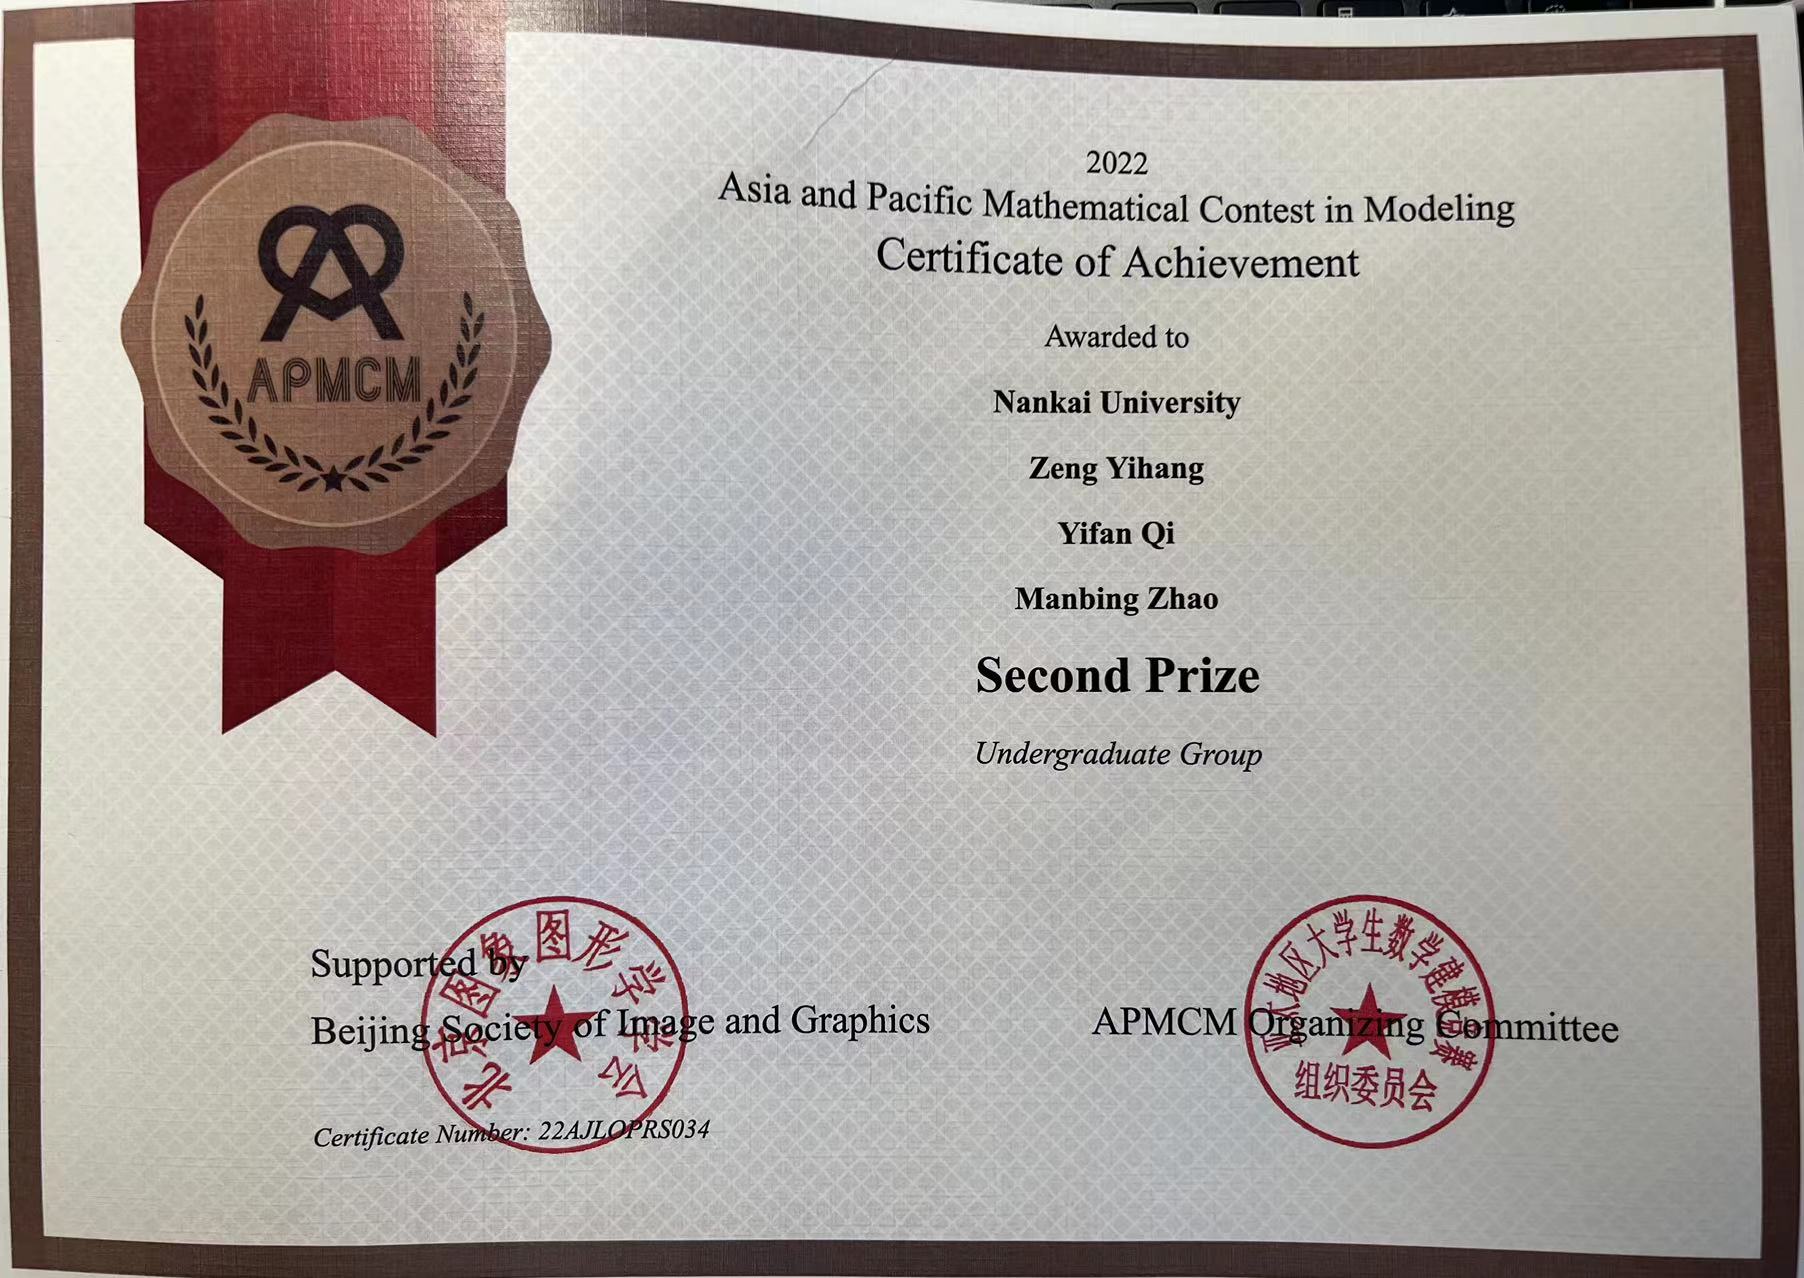 APMCM
2022
Asia and Pacific Mathematical Contest in Modeling
Certificate of Achievement
Awarded to
Nankai University
Zeng Yihang
Yifan Qi
Manbing Zhao
Second Prize
Undergraduate Group
Supported by
Beijing Society of Image and Graphics
北京图象图形学学会
Certificate Number: 22AJLOPRS034
APMCM Organizing Committee
亚太地区大学生数学建模竞赛
组织委员会